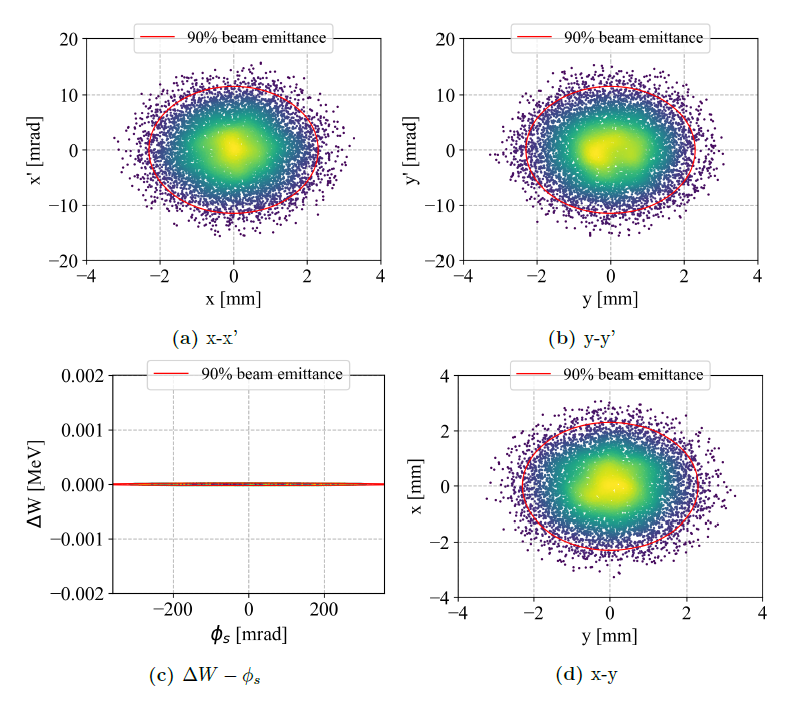 90% beam emittance
20
10
0
−10
−20
x' [mrad]
−4 −2 0 2 4
x [mm]
(a) x-x’
90% beam emittance
20
10
0
−10
−20
y' [mrad]
−4 −2 0 2 4
y [mm]
(b) y-y’
90% beam emittance
0.002
0.001
0.000
−0.001
−0.002
ΔW [MeV]
−200 0 200
ϕs [mrad]
(c) ΔW − ϕs
90% beam emittance
4
2
0
−2
−4
x [mm]
−4 −2 0 2 4
y [mm]
(d) x-y